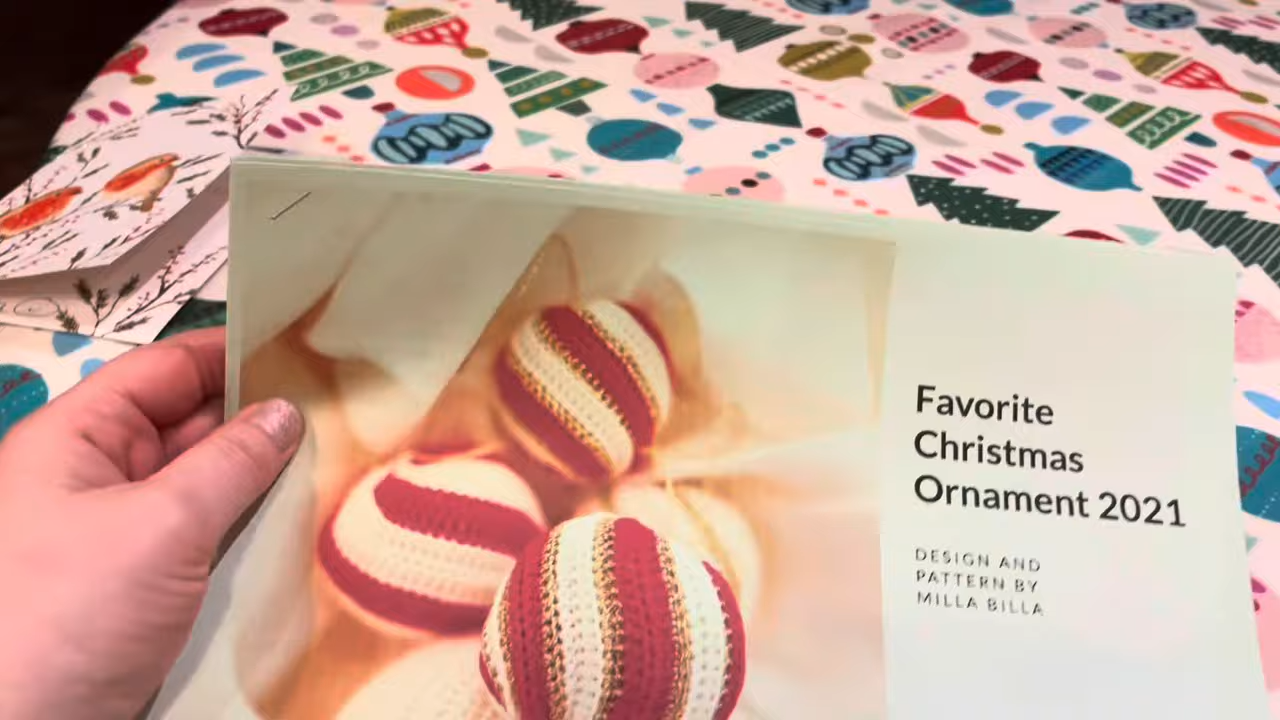 Favorite
Christmas
Ornament 2021
DESIGN AND
PATTERN BY
MILLA BILLA